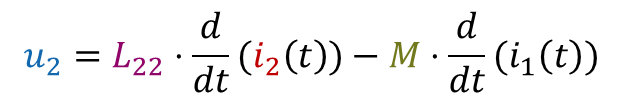 u₂ = L₂₂ · d/dt (i₂(t)) − M · d/dt (i₁(t))